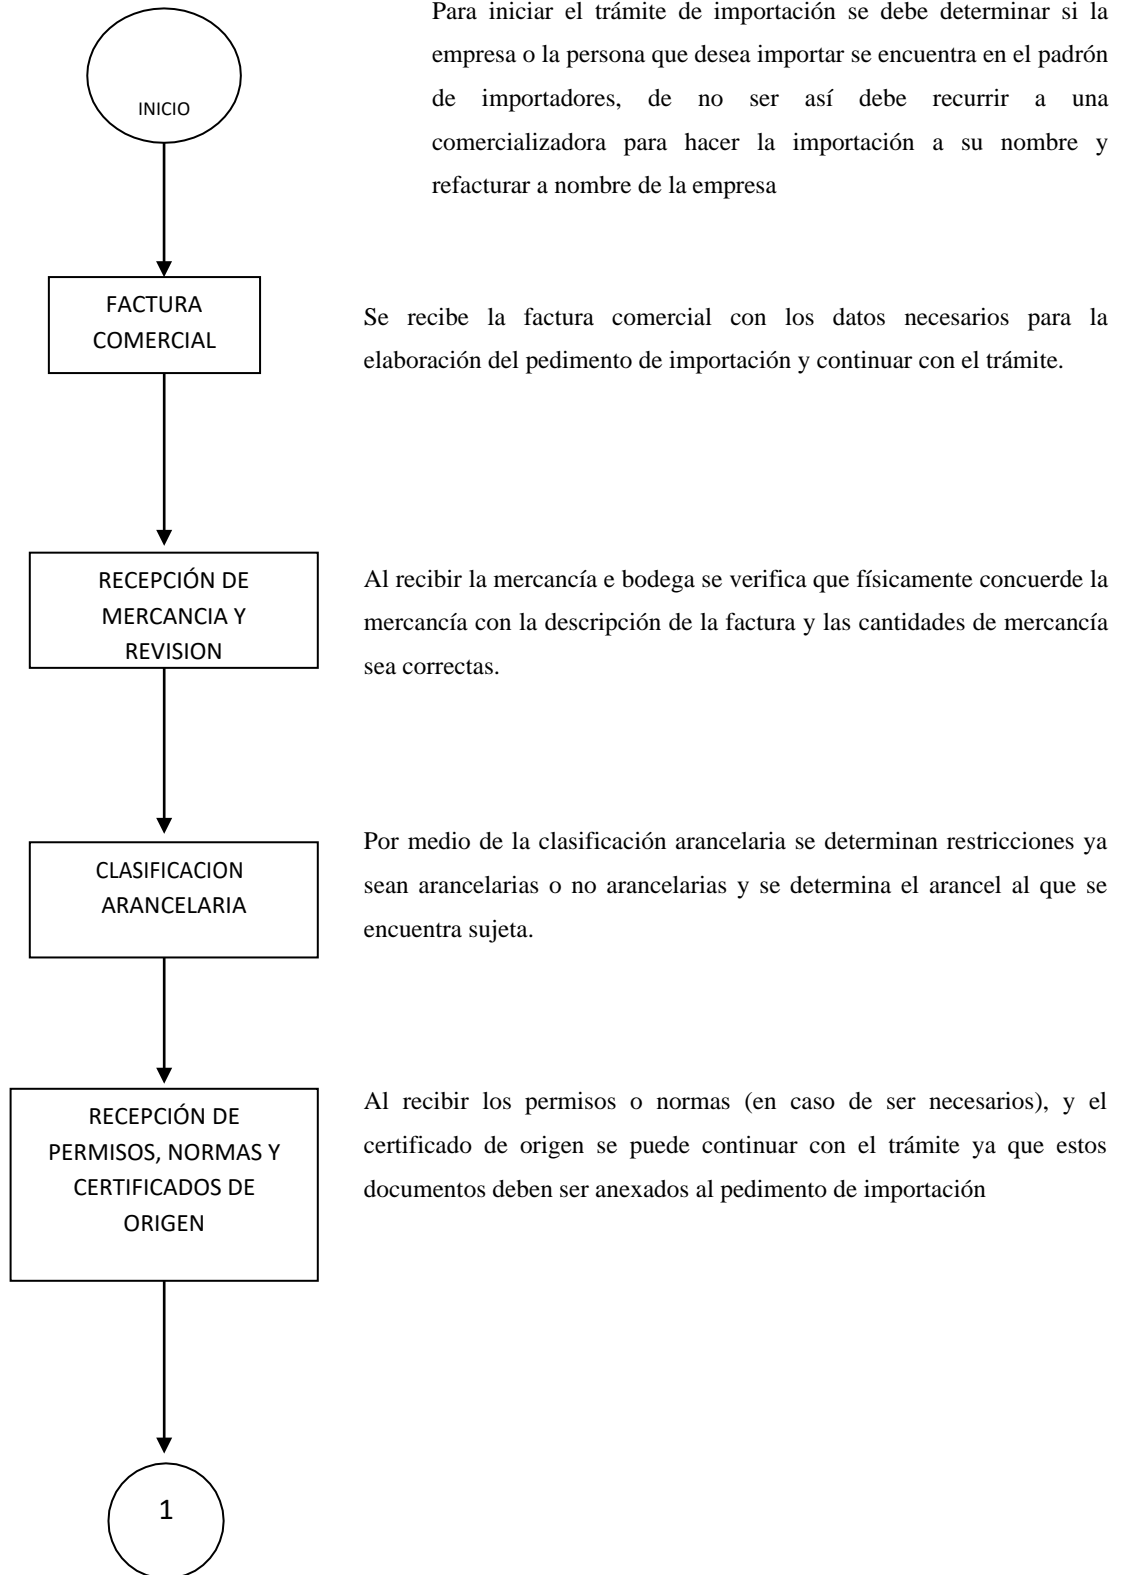 Para iniciar el trámite de importación se debe determinar si la
empresa o la persona que desea importar se encuentra en el padrón
de importadores, de no ser así debe recurrir a una
comercializadora para hacer la importación a su nombre y
refacturar a nombre de la empresa
INICIO
FACTURA
COMERCIAL
Se recibe la factura comercial con los datos necesarios para la
elaboración del pedimento de importación y continuar con el trámite.
RECEPCIÓN DE
MERCANCIA Y
REVISION
Al recibir la mercancía e bodega se verifica que físicamente concuerde la
mercancía con la descripción de la factura y las cantidades de mercancía
sea correctas.
CLASIFICACION
ARANCELARIA
Por medio de la clasificación arancelaria se determinan restricciones ya
sean arancelarias o no arancelarias y se determina el arancel al que se
encuentra sujeta.
RECEPCIÓN DE
PERMISOS, NORMAS Y
CERTIFICADOS DE
ORIGEN
Al recibir los permisos o normas (en caso de ser necesarios), y el
certificado de origen se puede continuar con el trámite ya que estos
documentos deben ser anexados al pedimento de importación
1